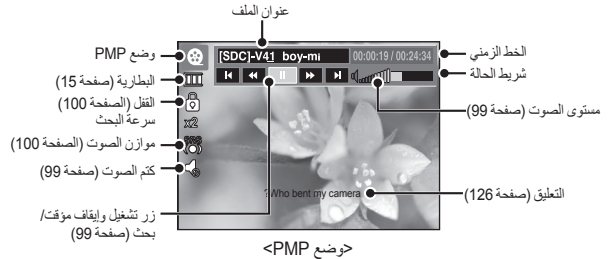 عنوان الملف
[SDC]-V41 boy-mi
00:00:19 / 00:24:34
الخط الزمني
شريط الحالة
مستوى الصوت (صفحة 99)
التعليق (صفحة 126)
وضع PMP
البطارية (صفحة 15)
القفل (الصفحة 100)
سرعة البحث
x2
موازن الصوت (الصفحة 100)
كتم الصوت (صفحة 99)
زر تشغيل وإيقاف مؤقت/
بحث (صفحة 99)
?Who bent my camera
<وضع PMP>